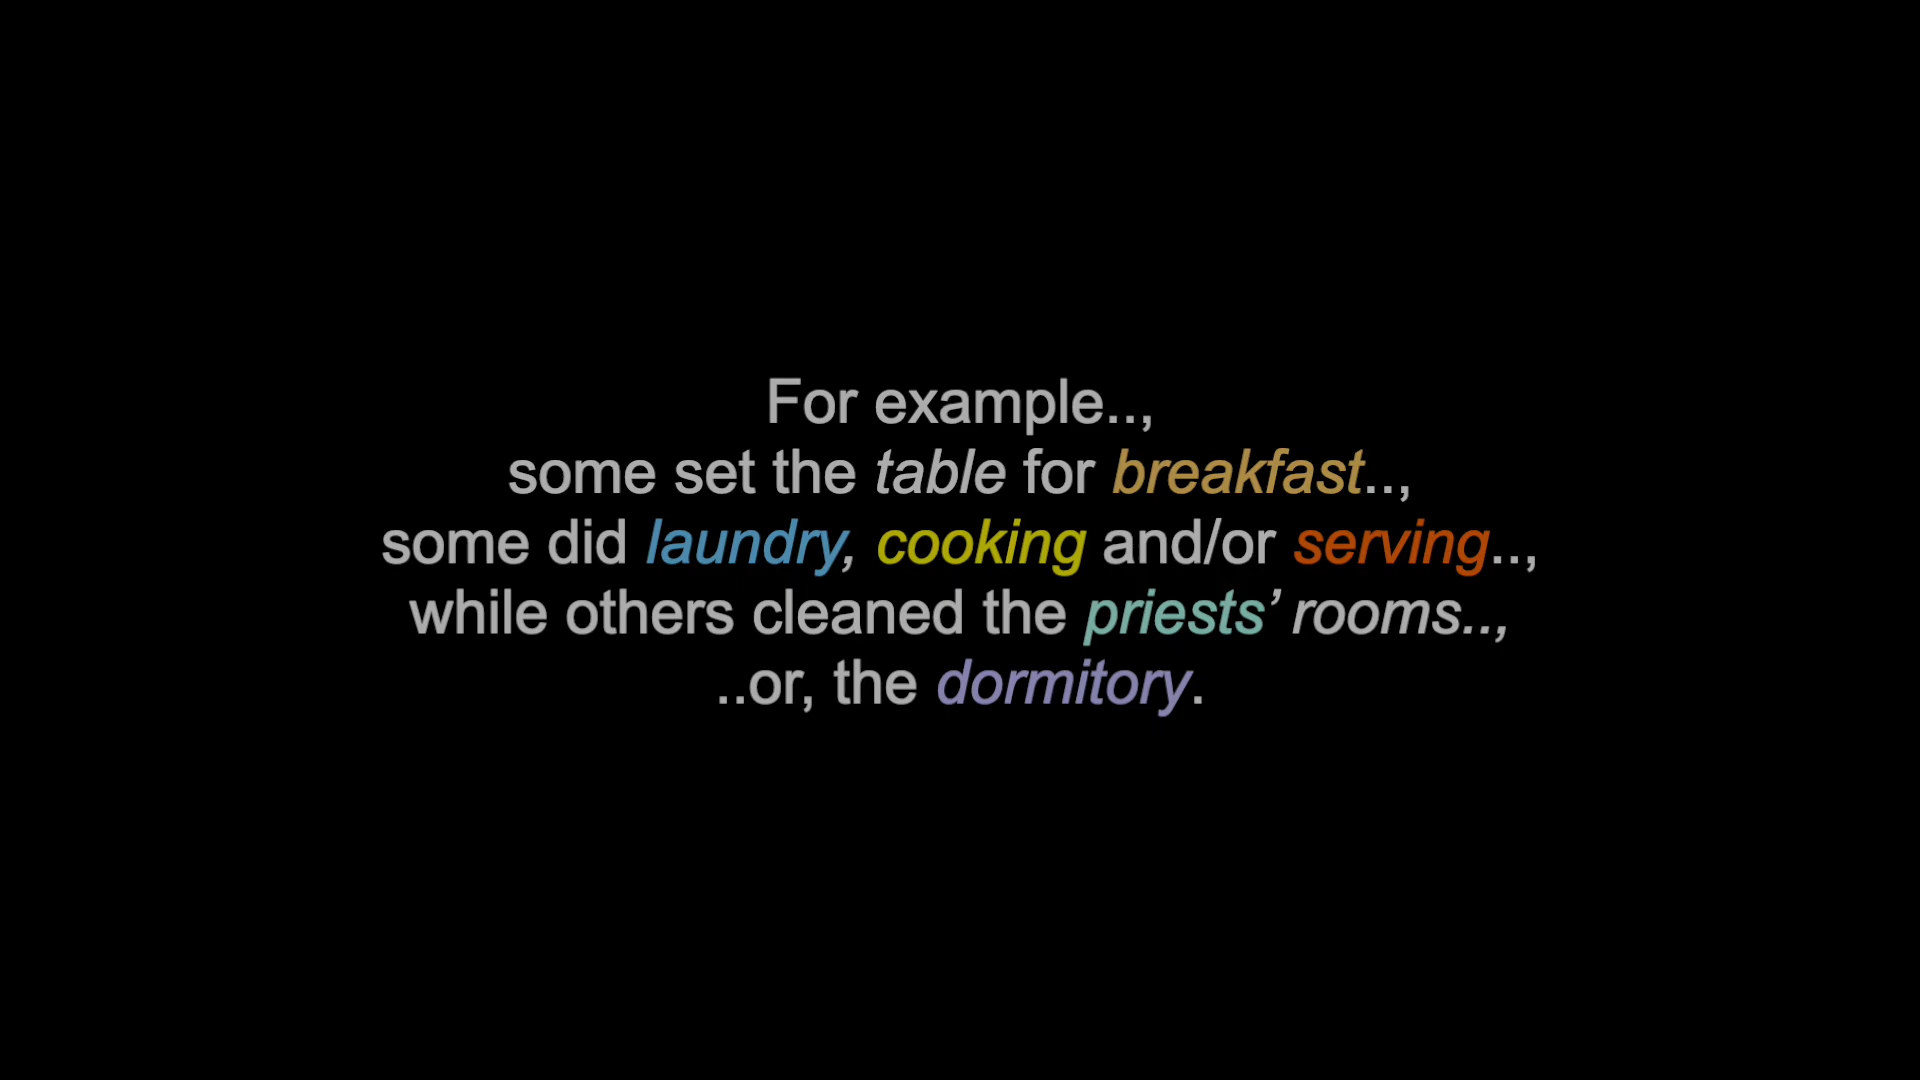 For example..,
some set the table for breakfast..,
some did laundry, cooking and/or serving..,
while others cleaned the priests’ rooms..,
..or, the dormitory.